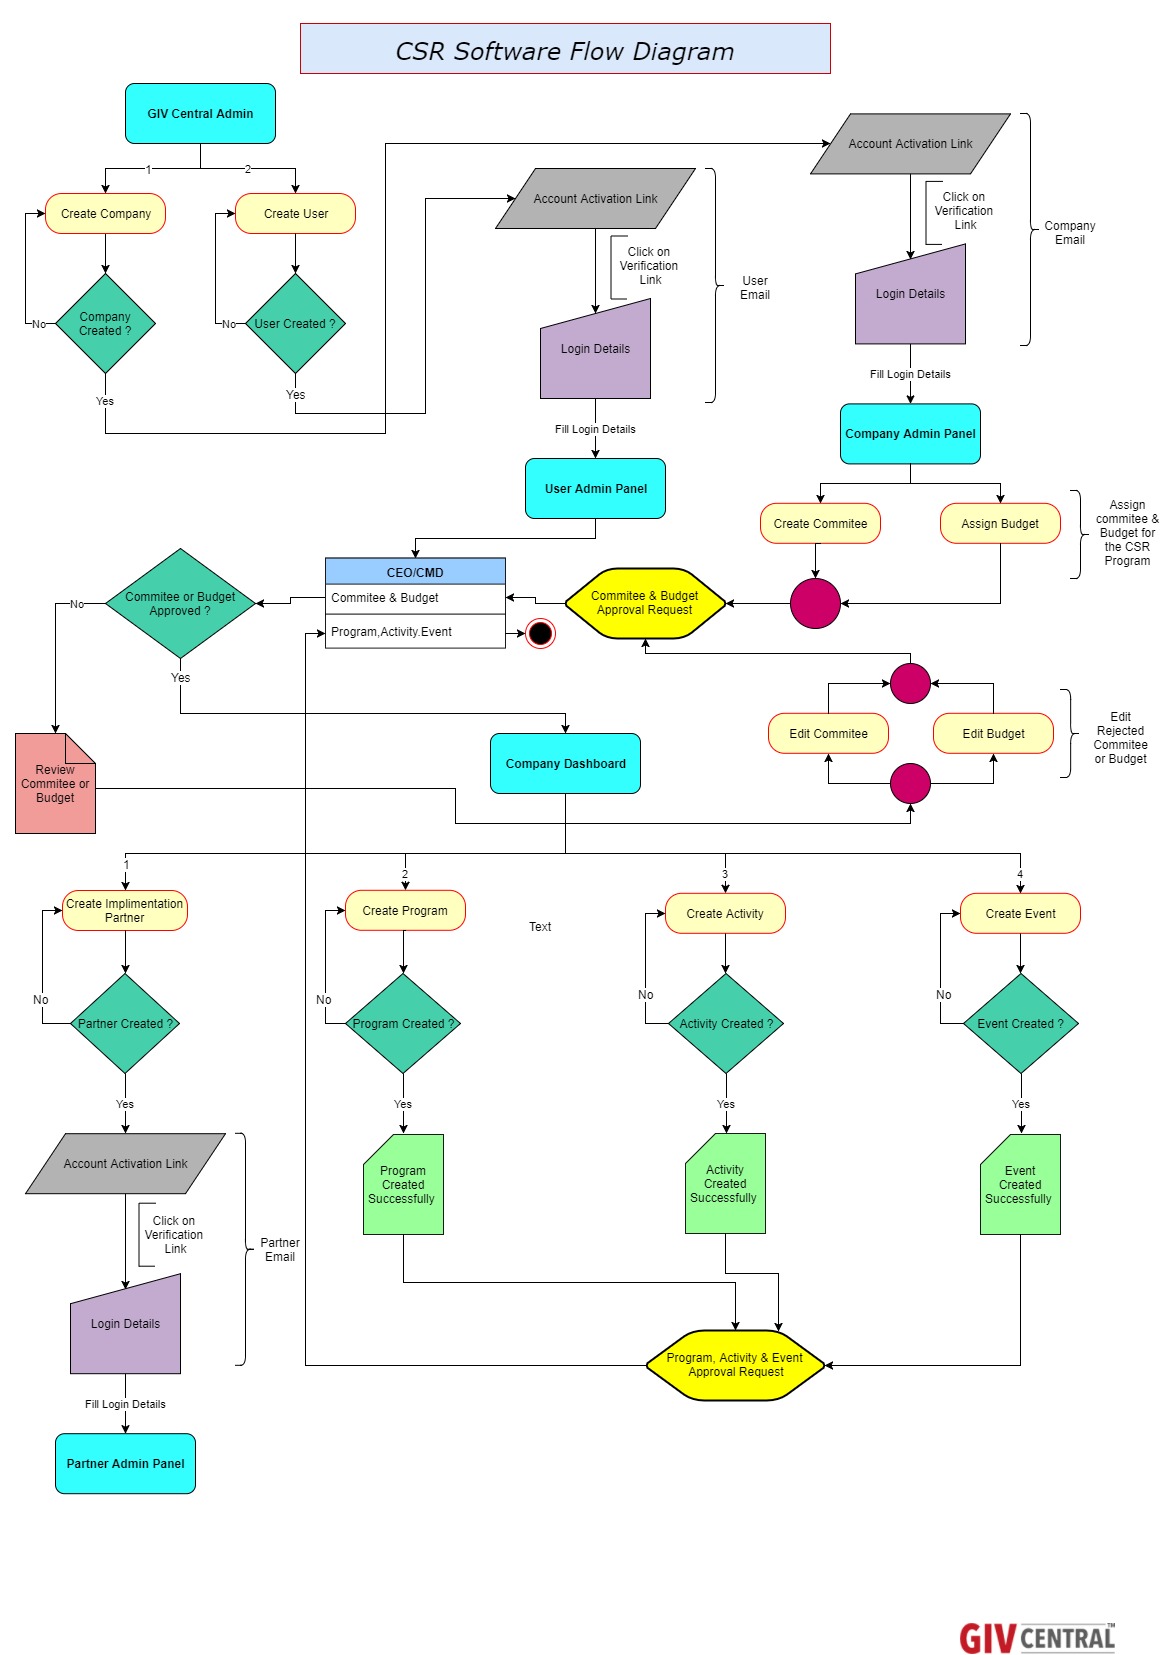 CSR Software Flow Diagram
GIV Central Admin
1
2
Create Company
Create User
Company
Created ?
User Created ?
No
No
Yes
Yes
Account Activation Link
Click on
Verification
Link
User
Email
Login Details
Fill Login Details
User Admin Panel
Account Activation Link
Click on
Verification
Link
Company
Email
Login Details
Fill Login Details
Company Admin Panel
Create Commitee
Assign Budget
Assign
commitee &
Budget for
the CSR
Program
CEO/CMD
Commitee & Budget
Program,Activity.Event
Commitee & Budget
Approval Request
Commitee or Budget
Approved ?
No
Yes
Edit Commitee
Edit Budget
Edit
Rejected
Commitee
or Budget
Review
Commitee or
Budget
Company Dashboard
1
2
3
4
Create Implimentation
Partner
Create Program
Text
Create Activity
Create Event
No
No
No
No
Partner Created ?
Program Created ?
Activity Created ?
Event Created ?
Yes
Yes
Yes
Yes
Account Activation Link
Program
Created
Successfully
Activity
Created
Successfully
Event
Created
Successfully
Click on
Verification
Link
Partner
Email
Login Details
Program, Activity & Event
Approval Request
Fill Login Details
Partner Admin Panel
GIV CENTRAL™